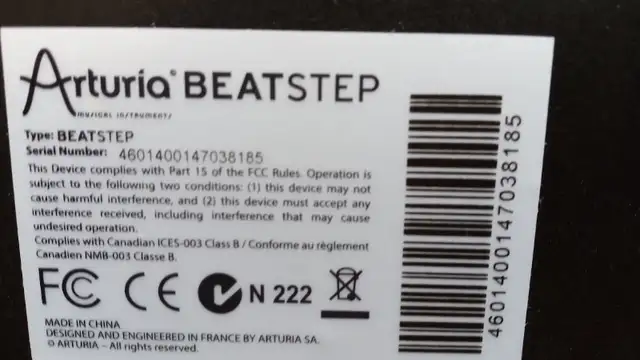 Arturia® BEATSTEP
MUSICAL INSTRUMENTS
Type: BEATSTEP
Serial Number: 4601400147038185
This Device complies with Part 15 of the FCC Rules. Operation is
subject to the following two conditions: (1) this device may not
cause harmful interference, and (2) this device must accept any
interference received, including interference that may cause
undesired operation.
Complies with Canadian ICES-003 Class B / Conforme au règlement
Canadien NMB-003 Classe B.
FC CE N 222
MADE IN CHINA
DESIGNED AND ENGINEERED IN FRANCE BY ARTURIA SA.
© ARTURIA – All rights reserved.
4601400147038185